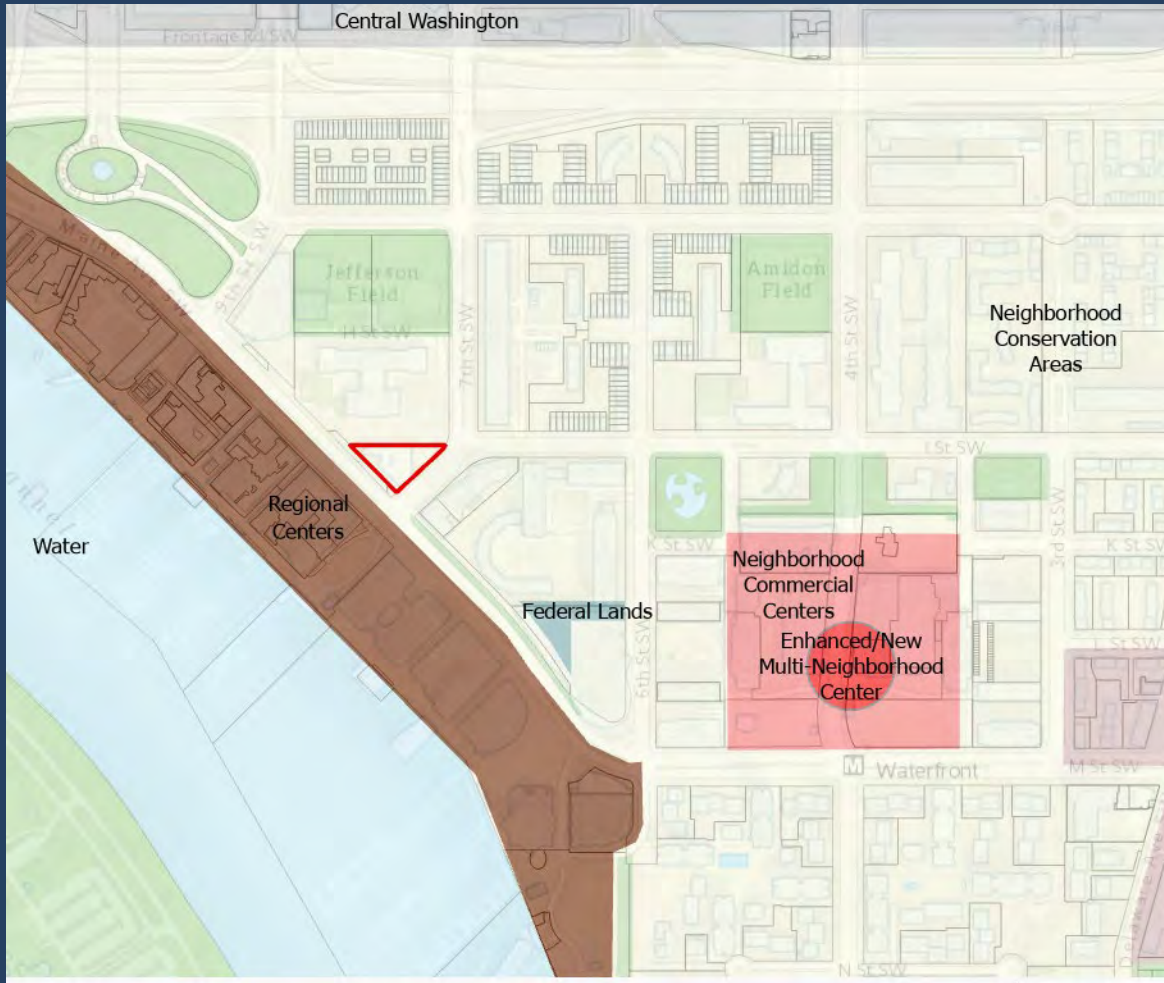 Central Washington
Frontage Rd SW
Maine Ave SW
9th St SW
Jefferson
Field
H St SW
7th St SW
Amidon
Field
4th St SW
Neighborhood
Conservation
Areas
I St SW
Regional
Centers
Water
K St SW
3rd St SW
K St SW
Neighborhood
Commercial
Centers
Federal Lands
Enhanced/New
Multi-Neighborhood
Center
6th St SW
L St SW
M Waterfront
M St SW
Delaware Ave
N St SW